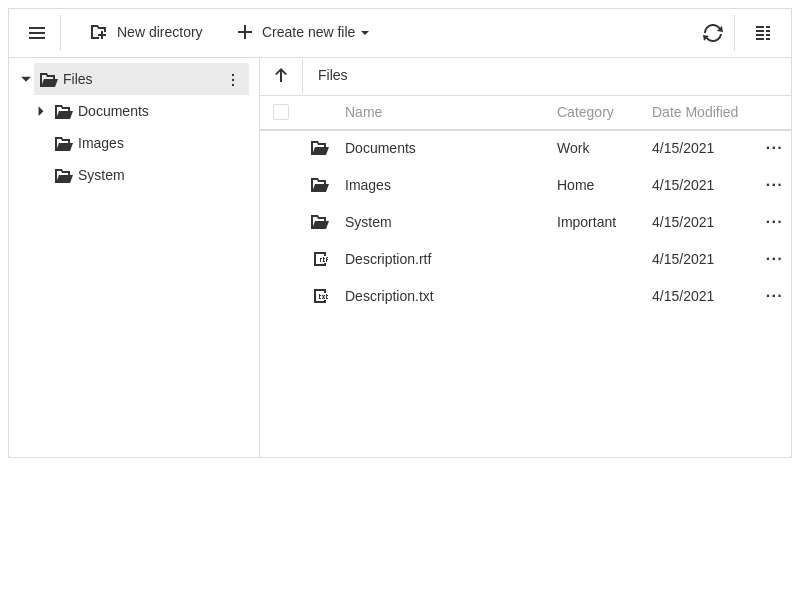 New directory Create new file
Files
Documents
Images
System
Files
Name Category Date Modified
Documents Work 4/15/2021
Images Home 4/15/2021
System Important 4/15/2021
rtf Description.rtf 4/15/2021
txt Description.txt 4/15/2021